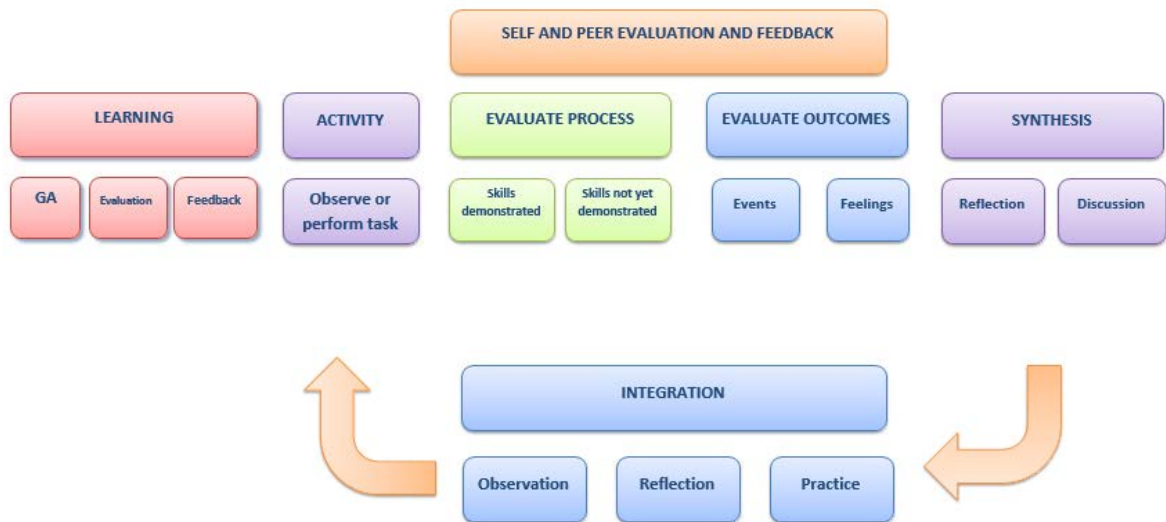 SELF AND PEER EVALUATION AND FEEDBACK
LEARNING
ACTIVITY
EVALUATE PROCESS
EVALUATE OUTCOMES
SYNTHESIS
GA
Evaluation
Feedback
Observe or
perform task
Skills
demonstrated
Skills not yet
demonstrated
Events
Feelings
Reflection
Discussion
INTEGRATION
Observation
Reflection
Practice